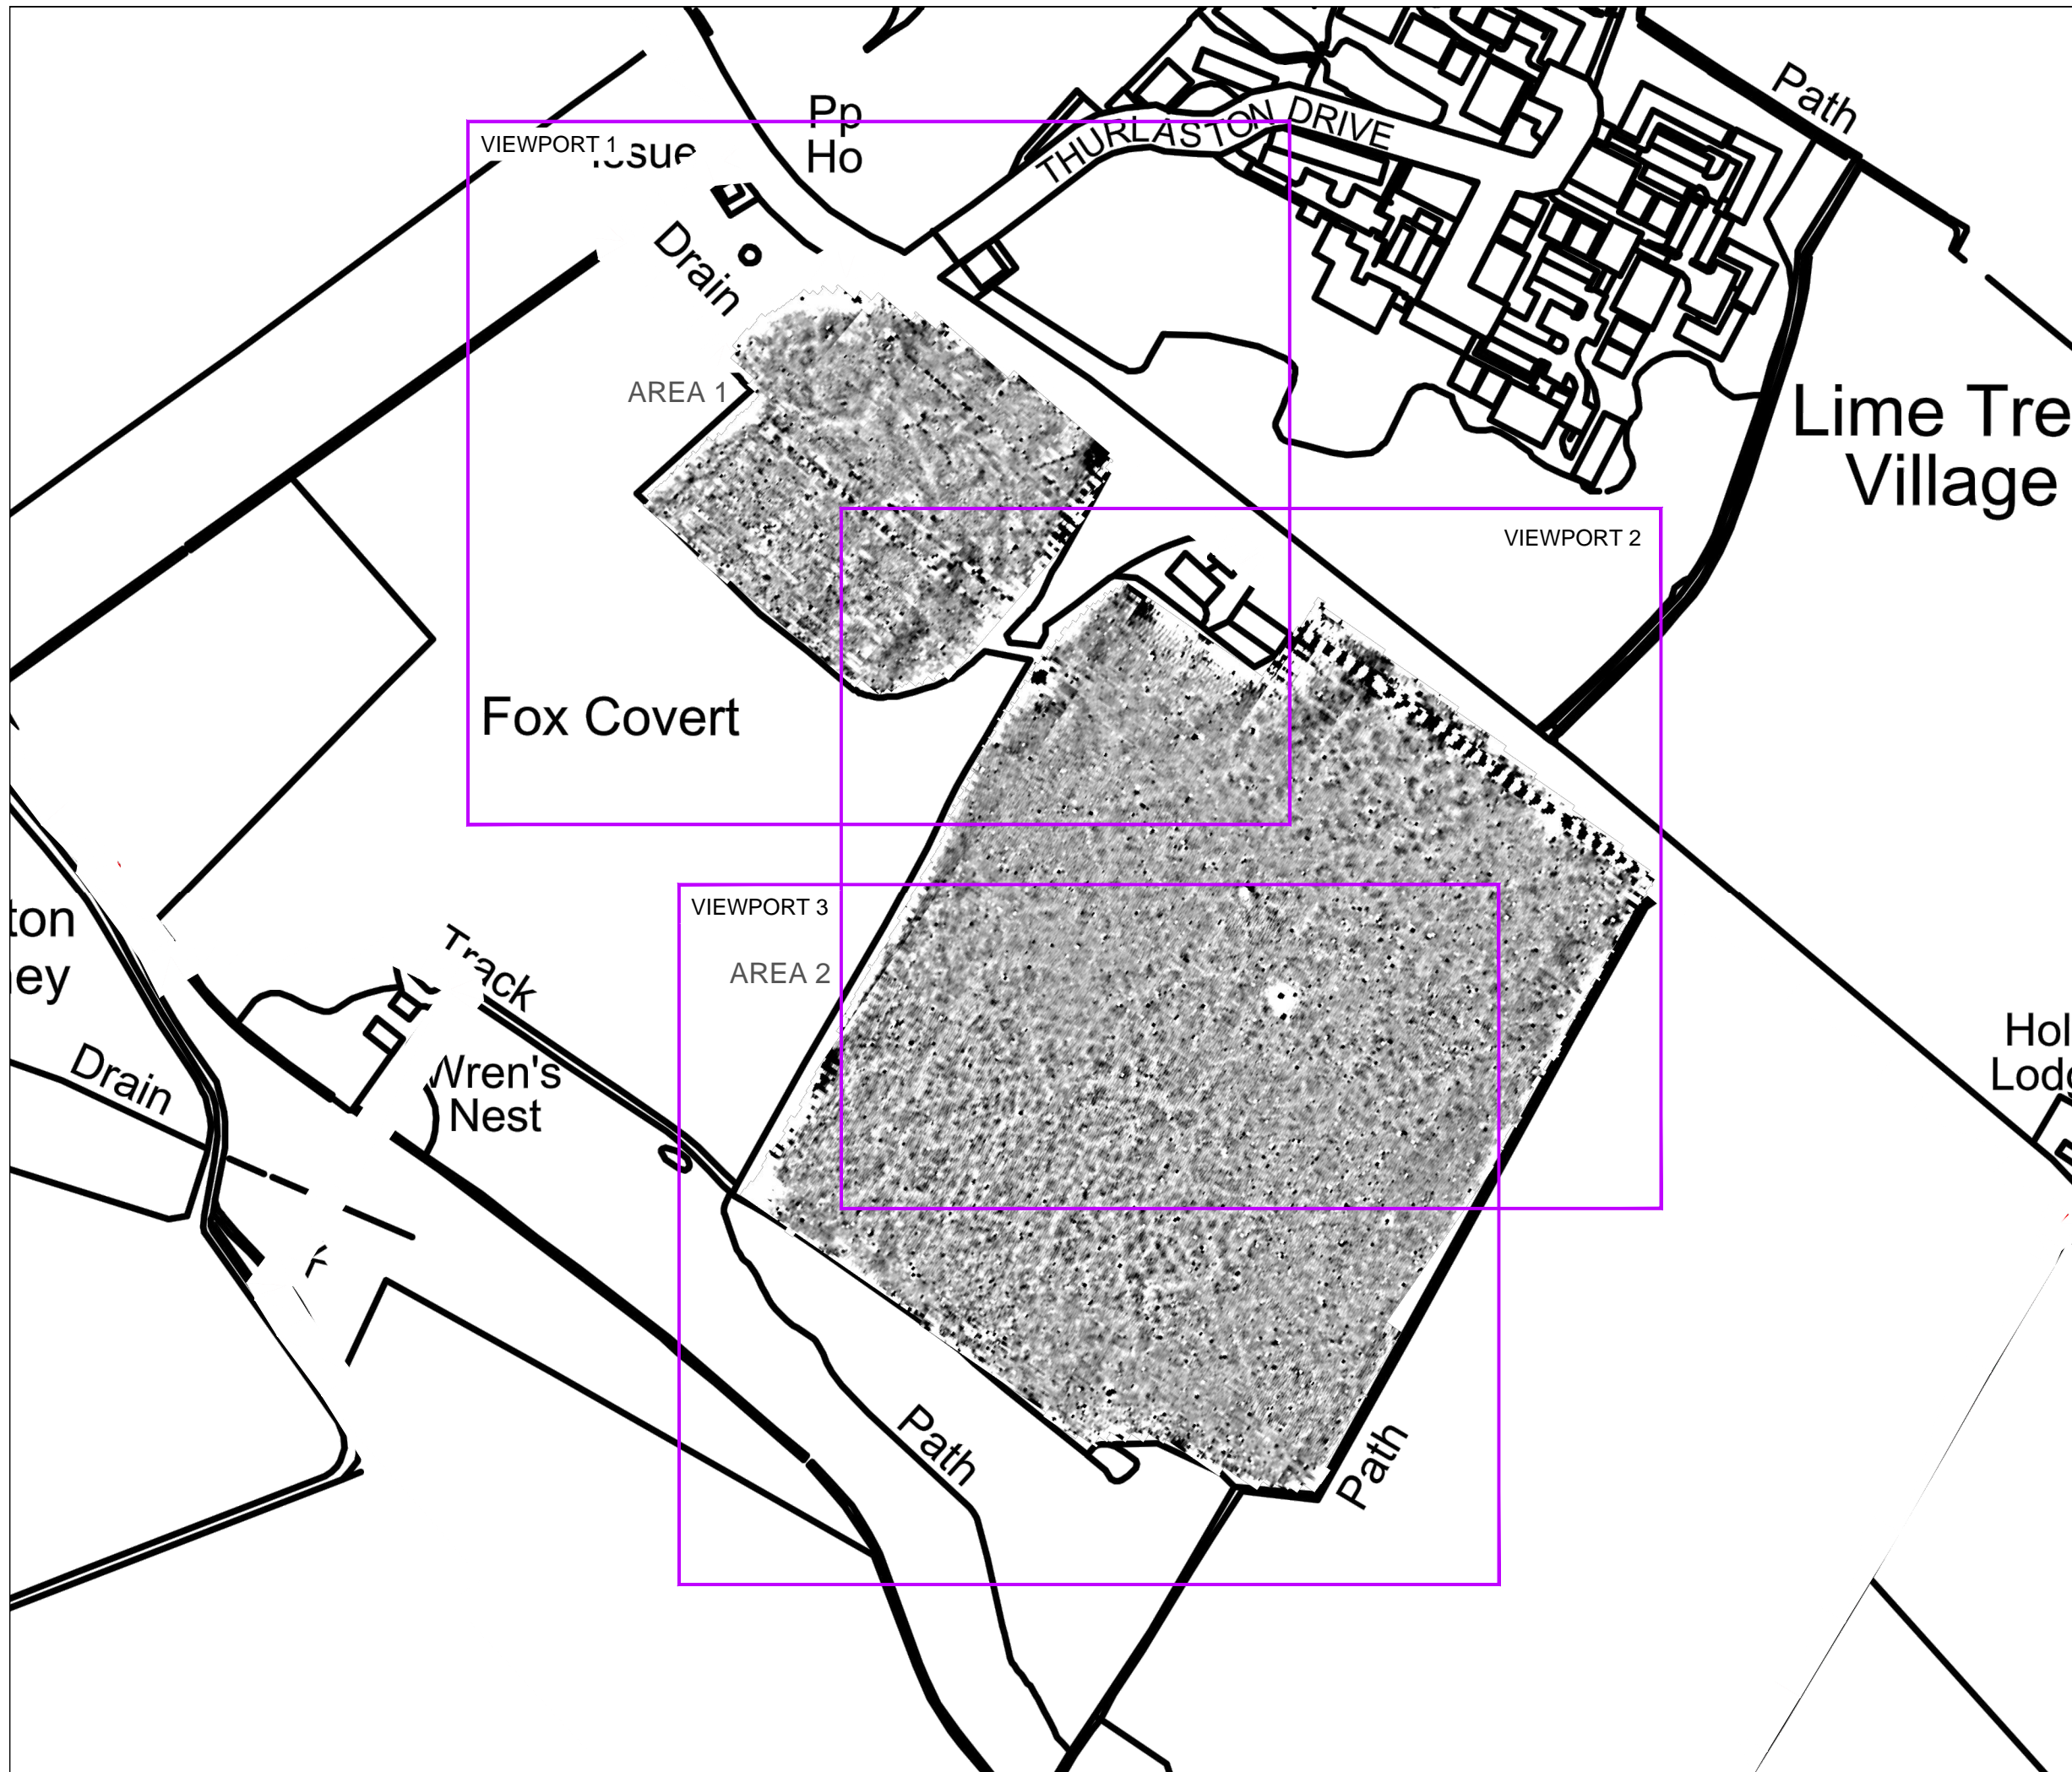 Path
Pp
Ho
THURLASTON DRIVE
VIEWPORT 1
Issue
Drain
AREA 1
Lime Tre
Village
VIEWPORT 2
Fox Covert
VIEWPORT 3
ton
ey
Track
AREA 2
Hol
Lod
Drain
Wren's
Nest
Path
Path